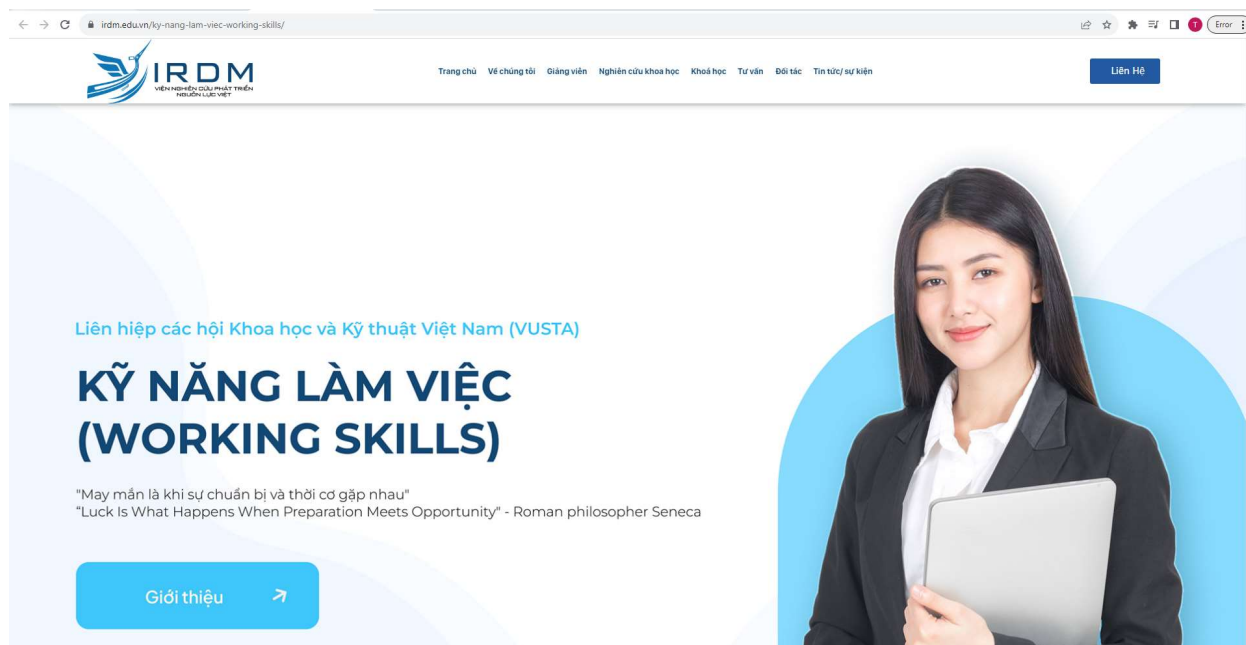 irdm.edu.vn/ky-nang-lam-viec-working-skills/
T
Error
IRDM
VIỆN NGHIÊN CỨU PHÁT TRIỂN
NGUỒN LỰC VIỆT
Trang chủ Về chúng tôi Giảng viên Nghiên cứu khoa học Khoá học Tư vấn Đối tác Tin tức/ sự kiện
Liên Hệ
Liên hiệp các hội Khoa học và Kỹ thuật Việt Nam (VUSTA)
KỸ NĂNG LÀM VIỆC
(WORKING SKILLS)
"May mắn là khi sự chuẩn bị và thời cơ gặp nhau"
“Luck Is What Happens When Preparation Meets Opportunity" - Roman philosopher Seneca
Giới thiệu